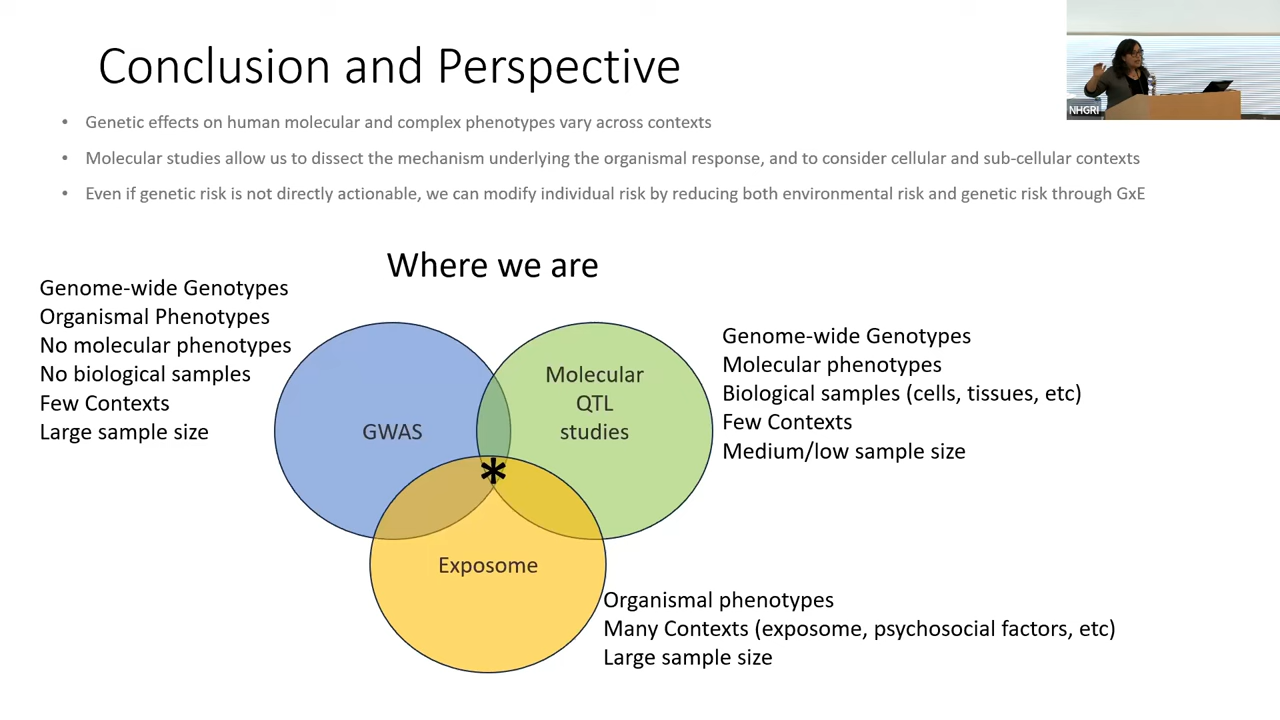 Conclusion and Perspective
NHGRI
• Genetic effects on human molecular and complex phenotypes vary across contexts
• Molecular studies allow us to dissect the mechanism underlying the organismal response, and to consider cellular and sub-cellular contexts
• Even if genetic risk is not directly actionable, we can modify individual risk by reducing both environmental risk and genetic risk through GxE
Where we are
Genome-wide Genotypes
Organismal Phenotypes
No molecular phenotypes
No biological samples
Few Contexts
Large sample size
GWAS
Molecular
QTL
studies
*
Exposome
Genome-wide Genotypes
Molecular phenotypes
Biological samples (cells, tissues, etc)
Few Contexts
Medium/low sample size
Organismal phenotypes
Many Contexts (exposome, psychosocial factors, etc)
Large sample size